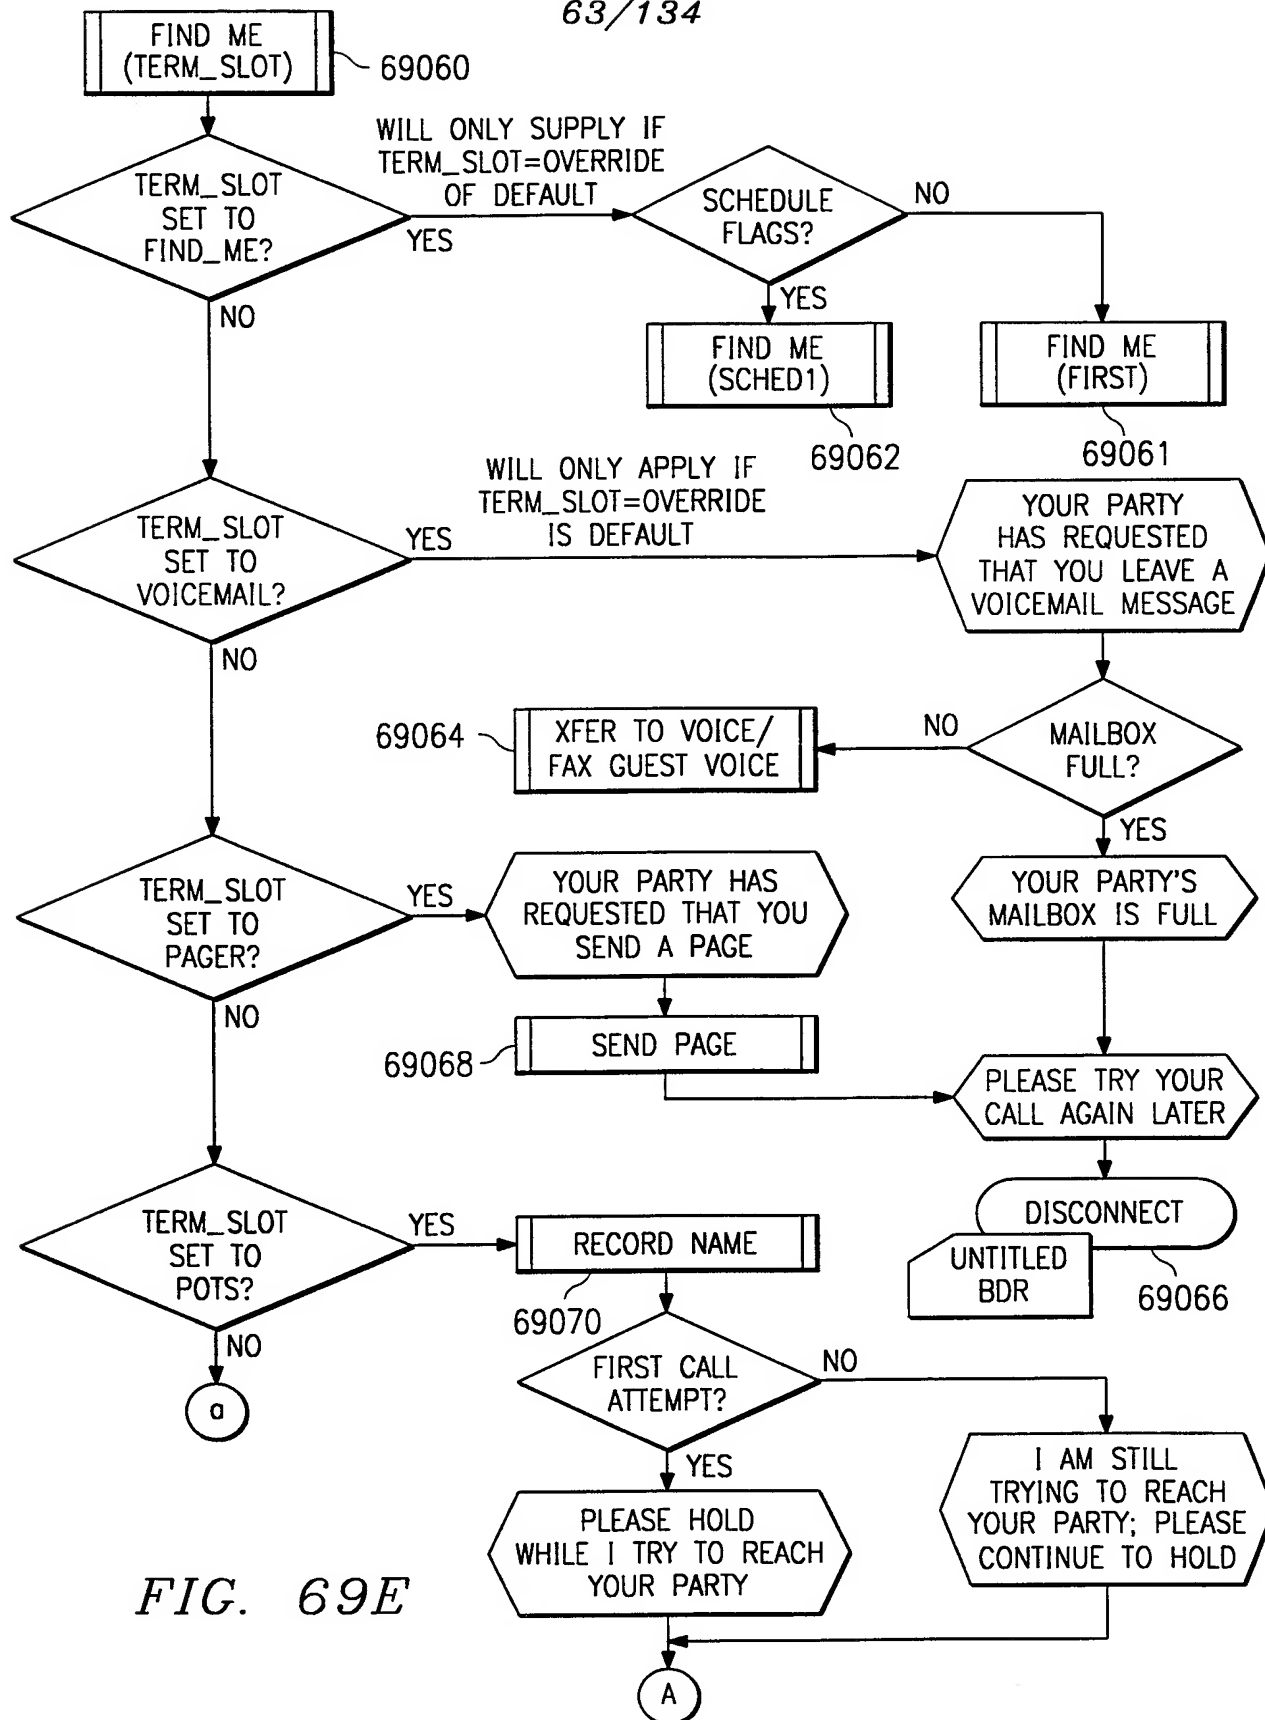 63/134
FIND ME
(TERM_SLOT)
69060
TERM_SLOT
SET TO
FIND_ME?
WILL ONLY SUPPLY IF
TERM_SLOT=OVERRIDE
OF DEFAULT
YES
SCHEDULE
FLAGS?
NO
YES
NO
FIND ME
(SCHED1)
69062
FIND ME
(FIRST)
69061
TERM_SLOT
SET TO
VOICEMAIL?
YES
WILL ONLY APPLY IF
TERM_SLOT=OVERRIDE
IS DEFAULT
YOUR PARTY
HAS REQUESTED
THAT YOU LEAVE A
VOICEMAIL MESSAGE
NO
69064
XFER TO VOICE/
FAX GUEST VOICE
NO
MAILBOX
FULL?
YES
YOUR PARTY'S
MAILBOX IS FULL
TERM_SLOT
SET TO
PAGER?
YES
YOUR PARTY HAS
REQUESTED THAT YOU
SEND A PAGE
NO
69068
SEND PAGE
PLEASE TRY YOUR
CALL AGAIN LATER
DISCONNECT
UNTITLED
BDR
69066
TERM_SLOT
SET TO
POTS?
YES
RECORD NAME
69070
NO
a
FIRST CALL
ATTEMPT?
NO
YES
PLEASE HOLD
WHILE I TRY TO REACH
YOUR PARTY
I AM STILL
TRYING TO REACH
YOUR PARTY; PLEASE
CONTINUE TO HOLD
A
FIG. 69E